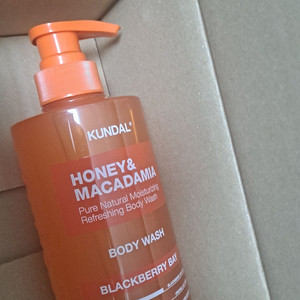 KUNDAL®
HONEY&
MACADAMIA
Pure Natural Moisturizing
Refreshing Body Wash
BODY WASH
BLACKBERRY BAY